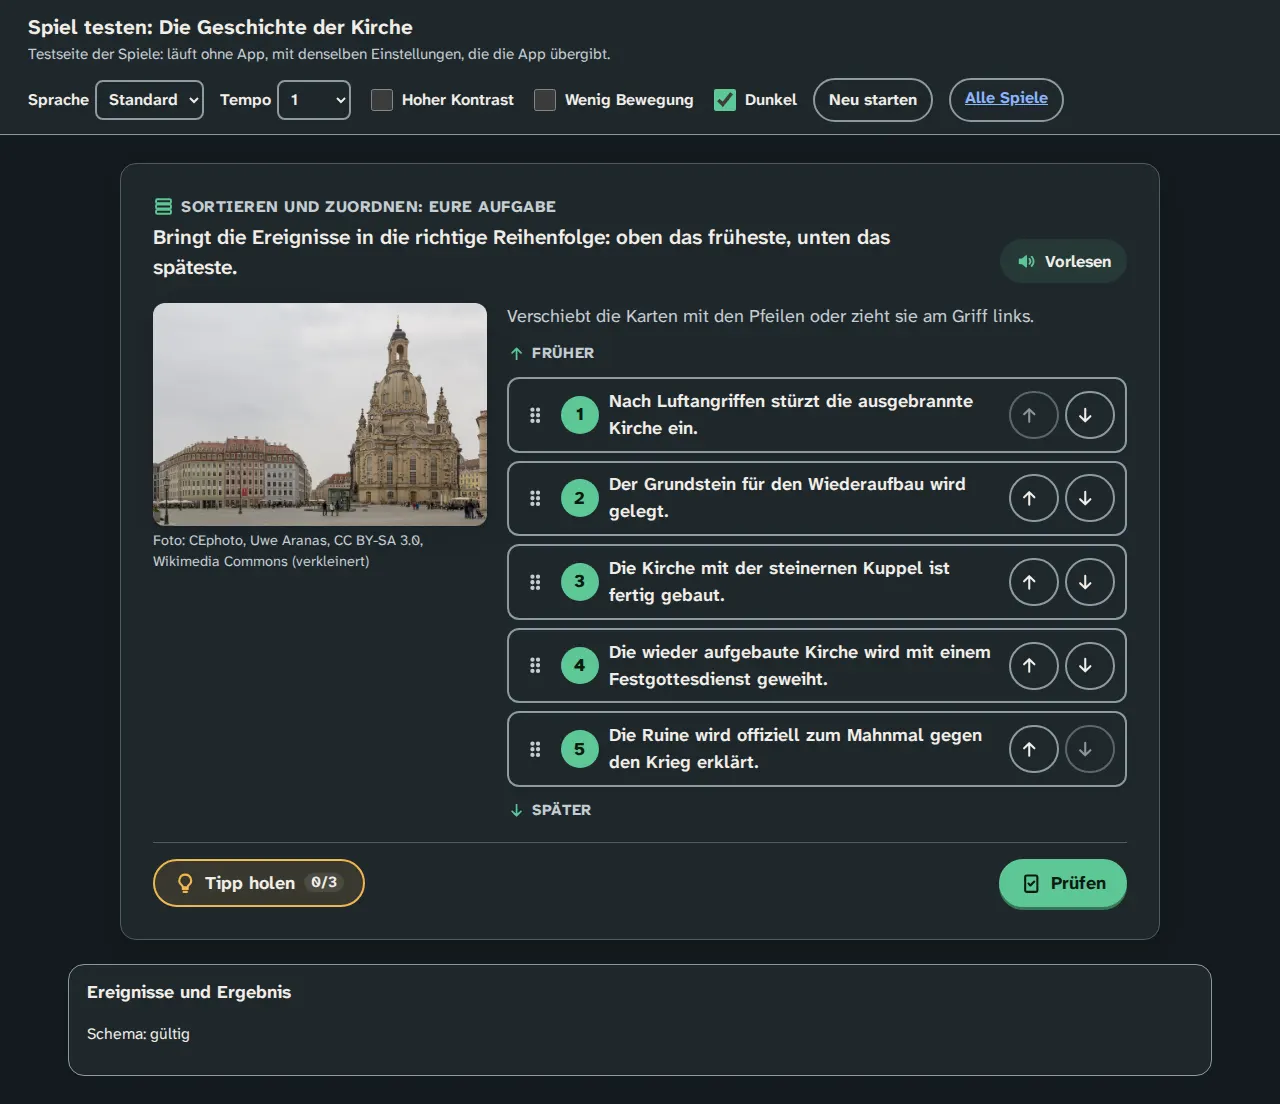 Spiel testen: Die Geschichte der Kirche
Testseite der Spiele: läuft ohne App, mit denselben Einstellungen, die die App übergibt.
Sprache Standard Tempo 1 Hoher Kontrast Wenig Bewegung Dunkel Neu starten Alle Spiele
SORTIEREN UND ZUORDNEN: EURE AUFGABE
Bringt die Ereignisse in die richtige Reihenfolge: oben das früheste, unten das
späteste.
Vorlesen
Foto: CEphoto, Uwe Aranas, CC BY-SA 3.0,
Wikimedia Commons (verkleinert)
Verschiebt die Karten mit den Pfeilen oder zieht sie am Griff links.
FRÜHER
1 Nach Luftangriffen stürzt die ausgebrannte
Kirche ein.
2 Der Grundstein für den Wiederaufbau wird
gelegt.
3 Die Kirche mit der steinernen Kuppel ist
fertig gebaut.
4 Die wieder aufgebaute Kirche wird mit einem
Festgottesdienst geweiht.
5 Die Ruine wird offiziell zum Mahnmal gegen
den Krieg erklärt.
SPÄTER
Tipp holen 0/3
Prüfen
Ereignisse und Ergebnis
Schema: gültig